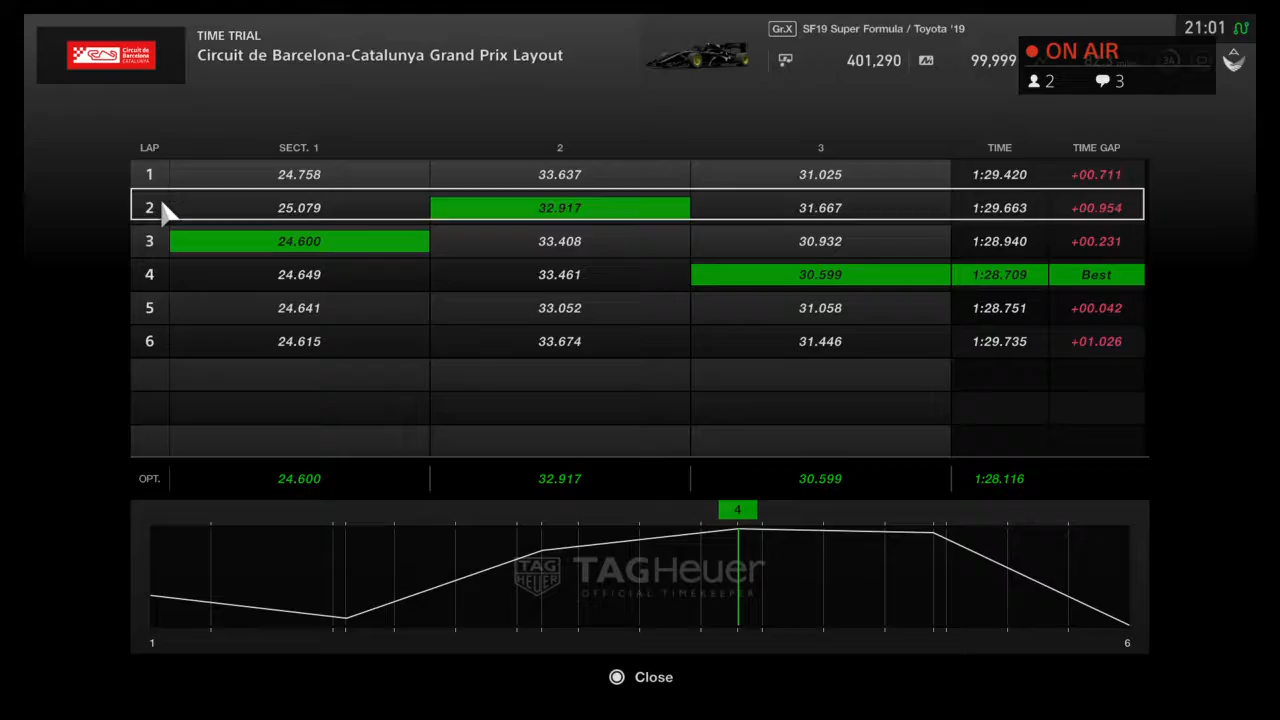 TIME TRIAL
Circuit de Barcelona-Catalunya Grand Prix Layout
Circuit de Barcelona CATALUNYA
Gr.X SF19 Super Formula / Toyota '19
401,290 99,999
21:01
ON AIR
2 3
LAP SECT. 1 2 3 TIME TIME GAP
1 24.758 33.637 31.025 1:29.420 +00.711
2 25.079 32.917 31.667 1:29.663 +00.954
3 24.600 33.408 30.932 1:28.940 +00.231
4 24.649 33.461 30.599 1:28.709 Best
5 24.641 33.052 31.058 1:28.751 +00.042
6 24.615 33.674 31.446 1:29.735 +01.026
OPT. 24.600 32.917 30.599 1:28.116
4
TAG HEUER TAGHeuer
OFFICIAL TIMEKEEPER
1 6
Close